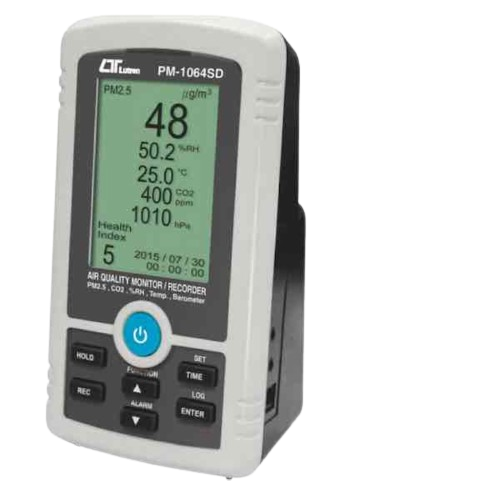 Lutron PM-1064SD
PM2.5 µg/m³
48
50.2 %RH
25.0 °C
400 CO2 ppm
1010 hPa
Health
Index
5 2015 / 07 / 30
00 : 00 : 00
AIR QUALITY MONITOR / RECORDER
PM2.5 , CO2 , %RH , Temp. , Barometer
HOLD FUNCTION SET
TIME
REC ALARM LOG
ENTER